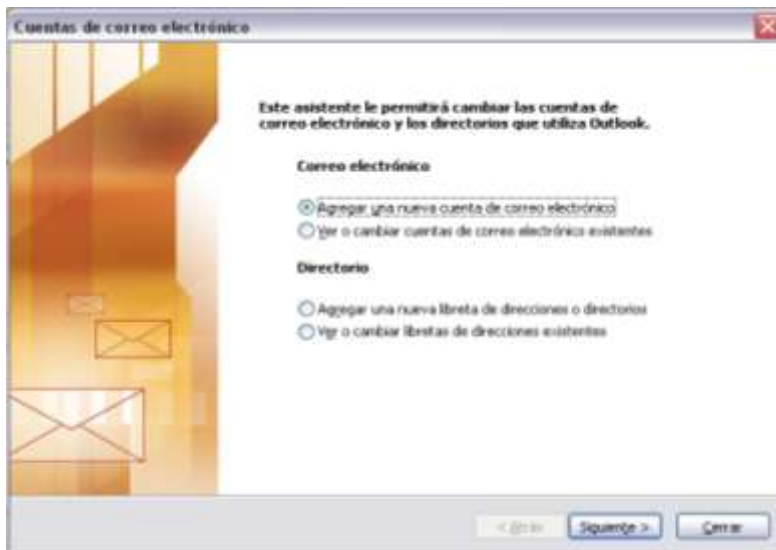 Cuentas de correo electrónico
Este asistente le permitirá cambiar las cuentas de
correo electrónico y los directorios que utiliza Outlook.
Correo electrónico
Agregar una nueva cuenta de correo electrónico
Ver o cambiar cuentas de correo electrónico existentes
Directorio
Agregar una nueva libreta de direcciones o directorios
Ver o cambiar libretas de direcciones existentes
< Atrás
Siguiente >
Cerrar